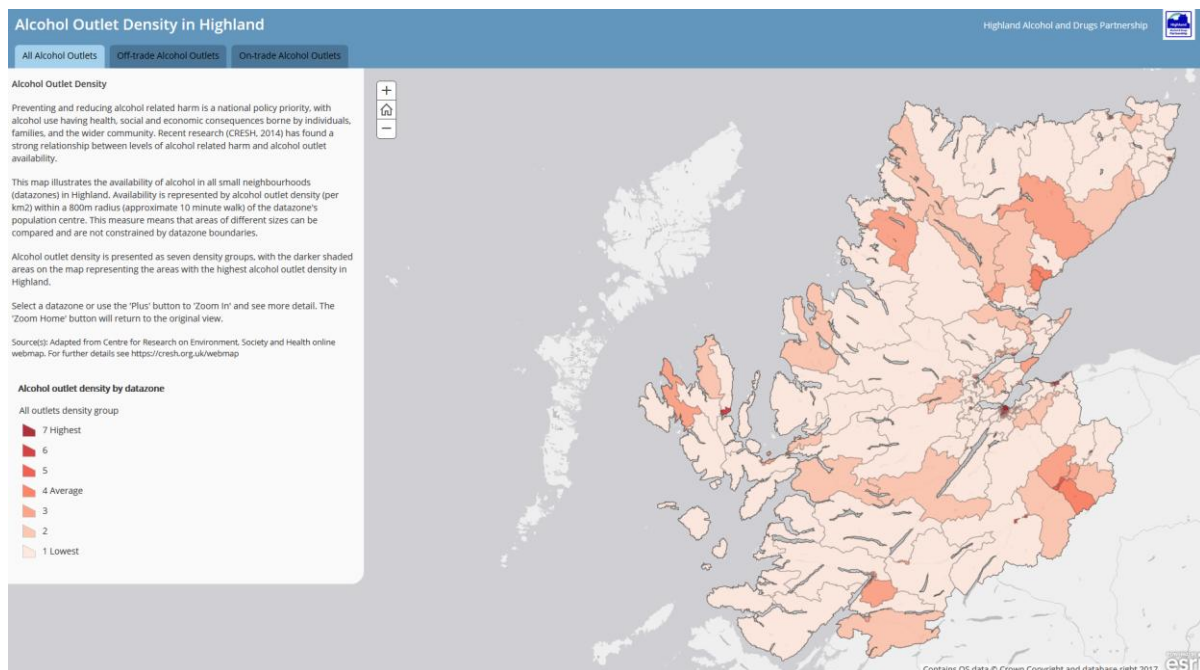 Alcohol Outlet Density in Highland
Highland Alcohol and Drugs Partnership
All Alcohol Outlets
Off-trade Alcohol Outlets
On-trade Alcohol Outlets
Alcohol Outlet Density
Preventing and reducing alcohol related harm is a national policy priority, with
alcohol use having health, social and economic consequences borne by individuals,
families, and the wider community. Recent research (CRESH, 2014) has found a
strong relationship between levels of alcohol related harm and alcohol outlet
availability.
This map illustrates the availability of alcohol in all small neighbourhoods
(datazones) in Highland. Availability is represented by alcohol outlet density (per
km2) within a 800m radius (approximate 10 minute walk) of the datazone's
population centre. This measure means that areas of different sizes can be
compared and are not constrained by datazone boundaries.
Alcohol outlet density is presented as seven density groups, with the darker shaded
areas on the map representing the areas with the highest alcohol outlet density in
Highland.
Select a datazone or use the 'Plus' button to 'Zoom In' and see more detail. The
'Zoom Home' button will return to the original view.
Source(s): Adapted from Centre for Research on Environment, Society and Health online
webmap. For further details see https://cresh.org.uk/webmap
Alcohol outlet density by datazone
All outlets density group
7 Highest
6
5
4 Average
3
2
1 Lowest
+
−
Contains OS data © Crown Copyright and database right 2017
esri